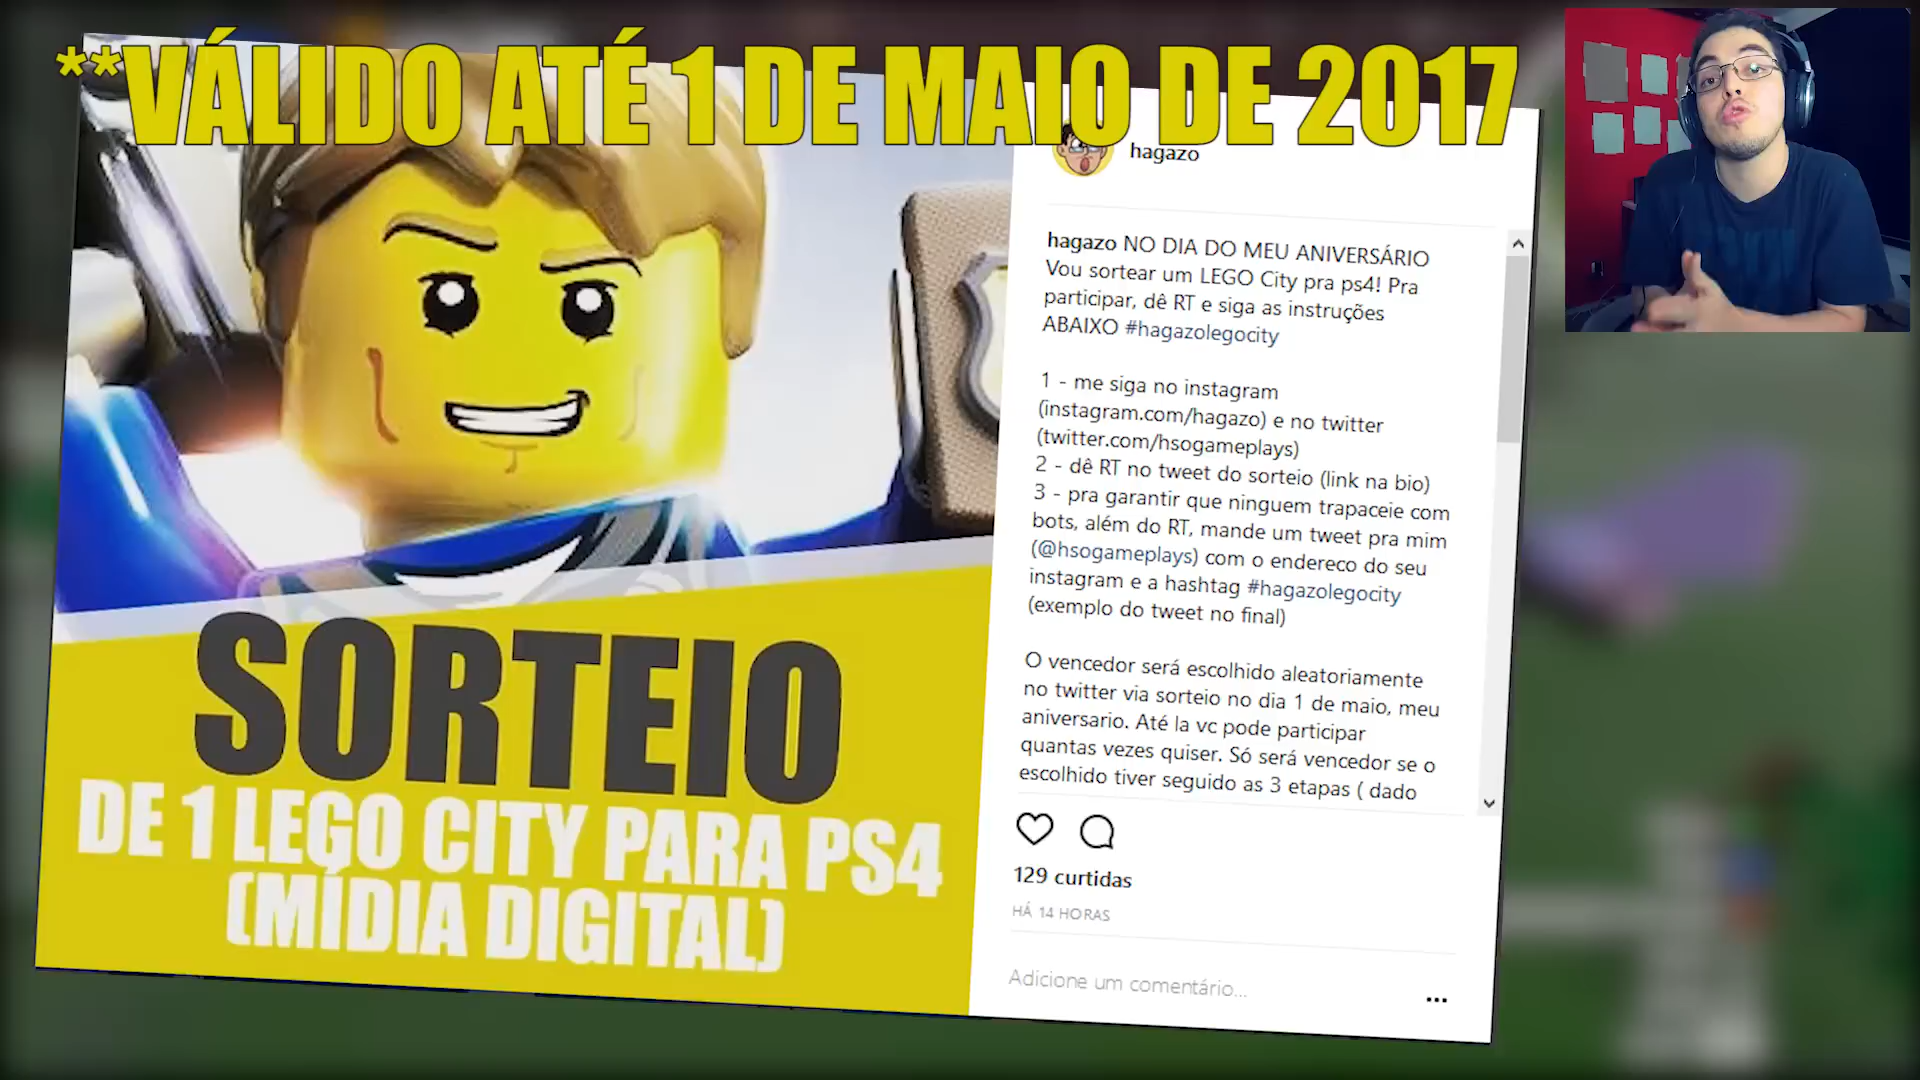 **VÁLIDO ATÉ 1 DE MAIO DE 2017
hagazo
hagazo NO DIA DO MEU ANIVERSÁRIO
Vou sortear um LEGO City pra ps4! Pra
participar, dê RT e siga as instruções
ABAIXO #hagazolegocity
1 - me siga no instagram
(instagram.com/hagazo) e no twitter
(twitter.com/hsogameplays)
2 - dê RT no tweet do sorteio (link na bio)
3 - pra garantir que ninguem trapaceie com
bots, além do RT, mande um tweet pra mim
(@hsogameplays) com o endereco do seu
instagram e a hashtag #hagazolegocity
(exemplo do tweet no final)
O vencedor será escolhido aleatoriamente
no twitter via sorteio no dia 1 de maio, meu
aniversario. Até la vc pode participar
quantas vezes quiser. Só será vencedor se o
escolhido tiver seguido as 3 etapas ( dado
129 curtidas
HÁ 14 HORAS
Adicione um comentário...
SORTEIO
DE 1 LEGO CITY PARA PS4
(MÍDIA DIGITAL)